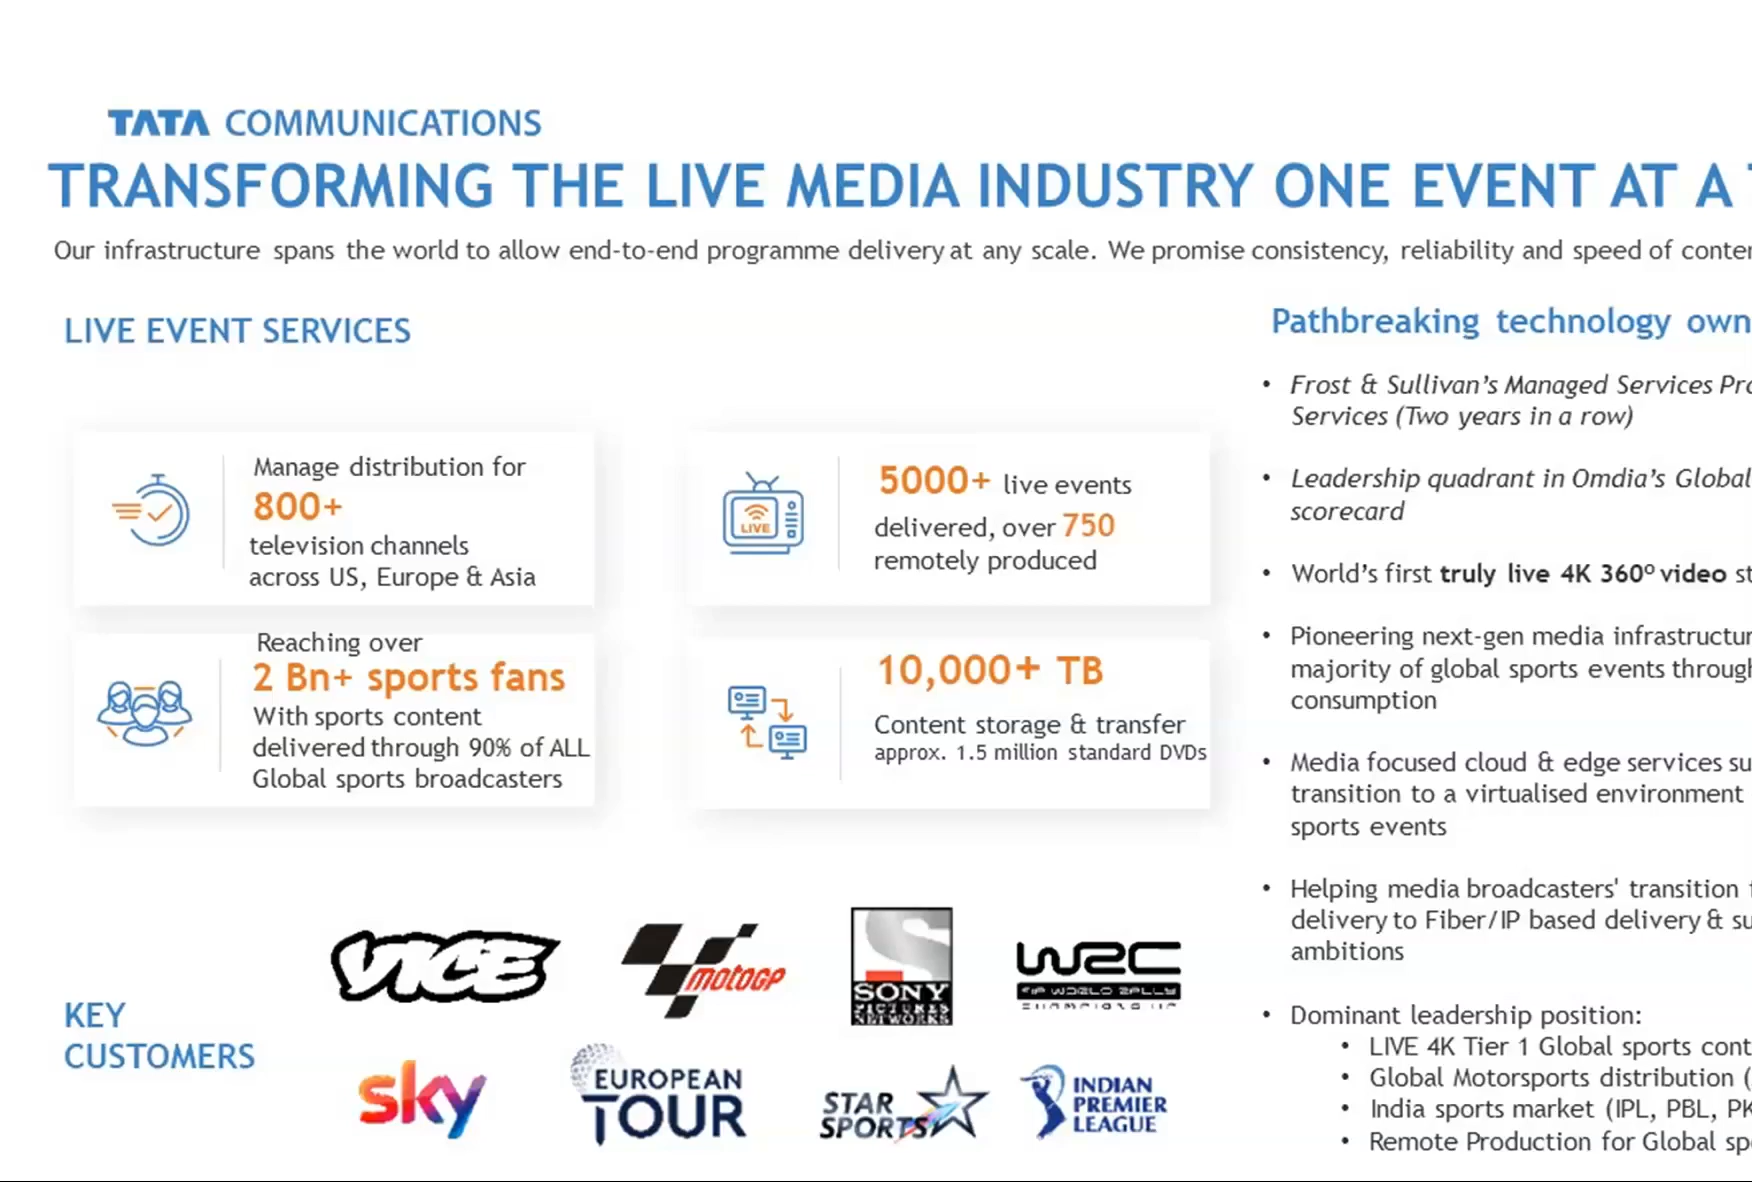 TATA COMMUNICATIONS
TRANSFORMING THE LIVE MEDIA INDUSTRY ONE EVENT AT A
Our infrastructure spans the world to allow end-to-end programme delivery at any scale. We promise consistency, reliability and speed of
LIVE EVENT SERVICES
Manage distribution for
800+
television channels
across US, Europe & Asia
LIVE
5000+ live events
delivered, over 750
remotely produced
Reaching over
2 Bn+ sports fans
With sports content
delivered through 90% of ALL
Global sports broadcasters
10,000+ TB
Content storage & transfer
approx. 1.5 million standard DVDs
KEY
CUSTOMERS
VICE
motoGP
SONY
PICTURES
NETWORKS
WRC
FIA WORLD RALLY
CHAMPIONSHIP
sky
EUROPEAN
TOUR
STAR
SPORTS
INDIAN
PREMIER
LEAGUE
Pathbreaking technology
• Frost & Sullivan's Managed Services
Services (Two years in a row)
• Leadership quadrant in Omdia's Global
scorecard
• World's first truly live 4K 360º video
• Pioneering next-gen media
majority of global sports events
consumption
• Media focused cloud & edge services
transition to a virtualised environment
sports events
• Helping media broadcasters' transition
delivery to Fiber/IP based delivery &
ambitions
• Dominant leadership position:
• LIVE 4K Tier 1 Global sports
• Global Motorsports distribution (
• India sports market (IPL, PBL,
• Remote Production for Global